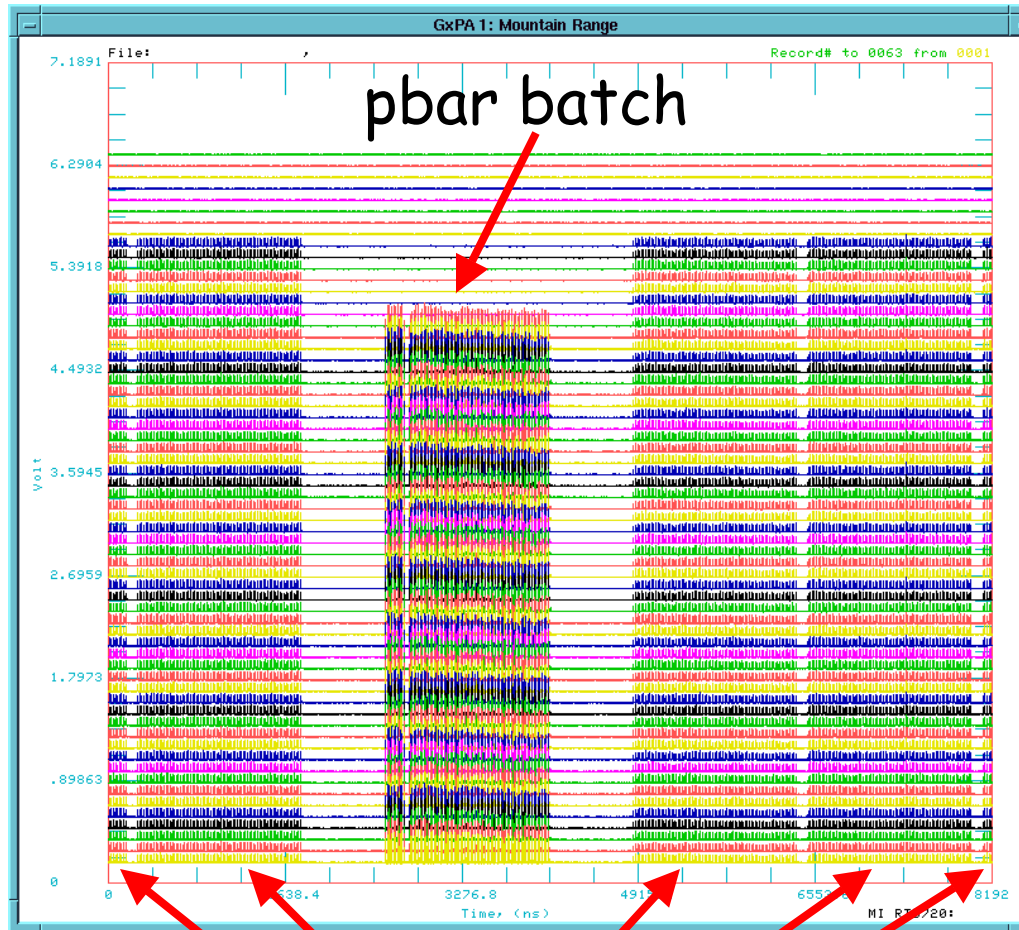 GxPA 1: Mountain Range
File: ,
Record# to 0063 from 0001
7.1891
pbar batch
6.2904
5.3918
4.4932
Volt
3.5945
2.6959
1.7973
.89863
0
0 3276.8 8192
Time, (ns)